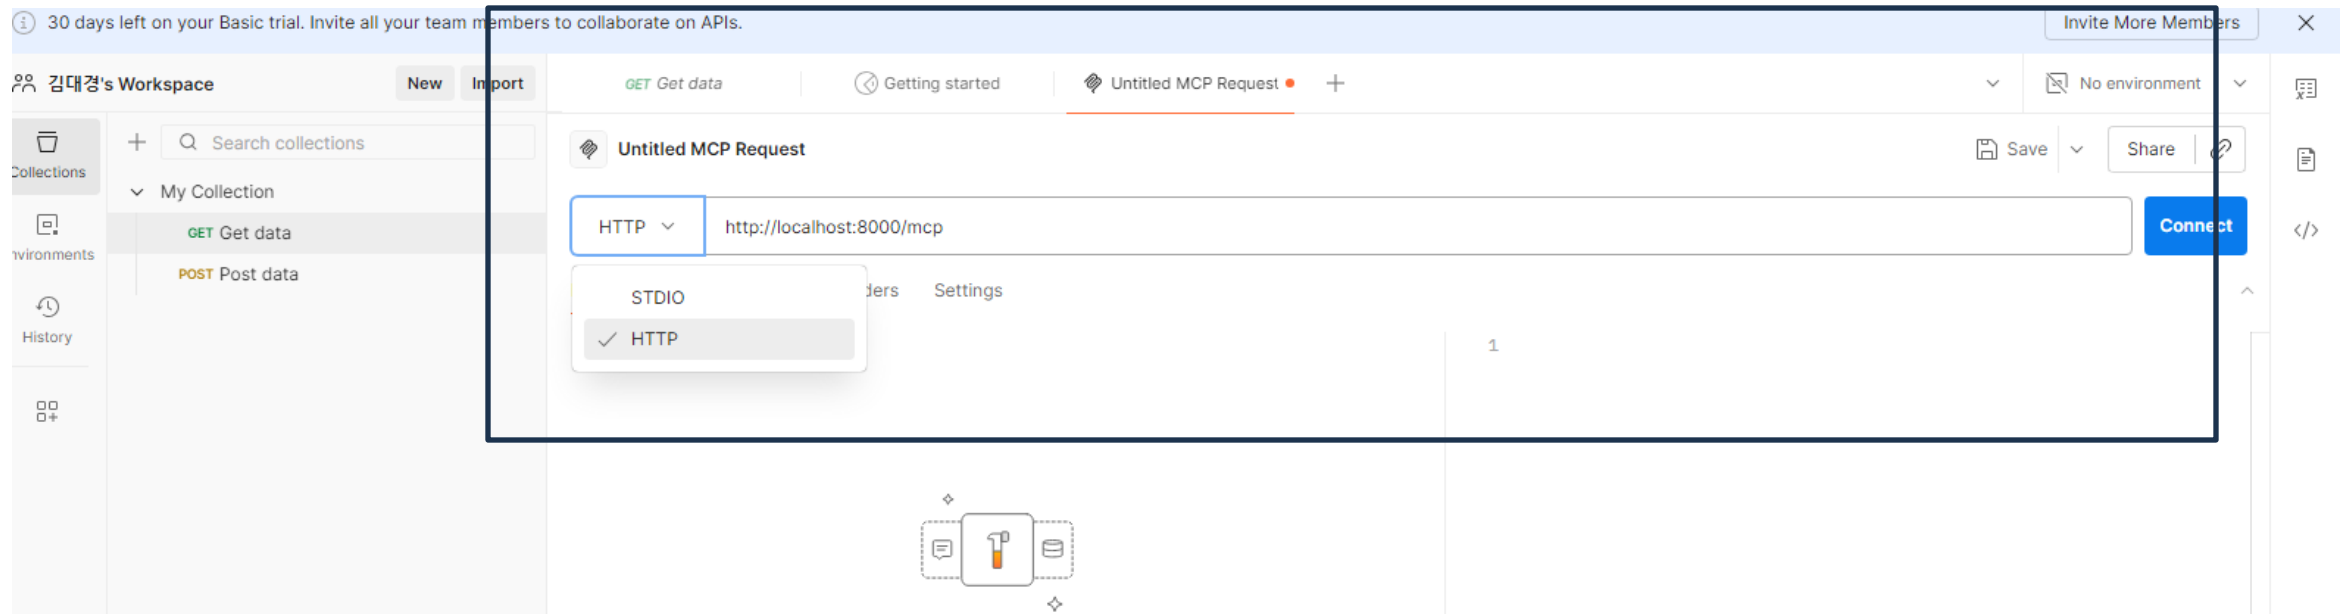 30 days left on your Basic trial. Invite all your team members to collaborate on APIs.
Invite More Members
김대경's Workspace
New
Import
GET Get data
Getting started
Untitled MCP Request
No environment
Collections
Search collections
Untitled MCP Request
Save
Share
My Collection
GET Get data
POST Post data
HTTP
http://localhost:8000/mcp
Connect
nvironments
STDIO
HTTP
ders
Settings
History
1